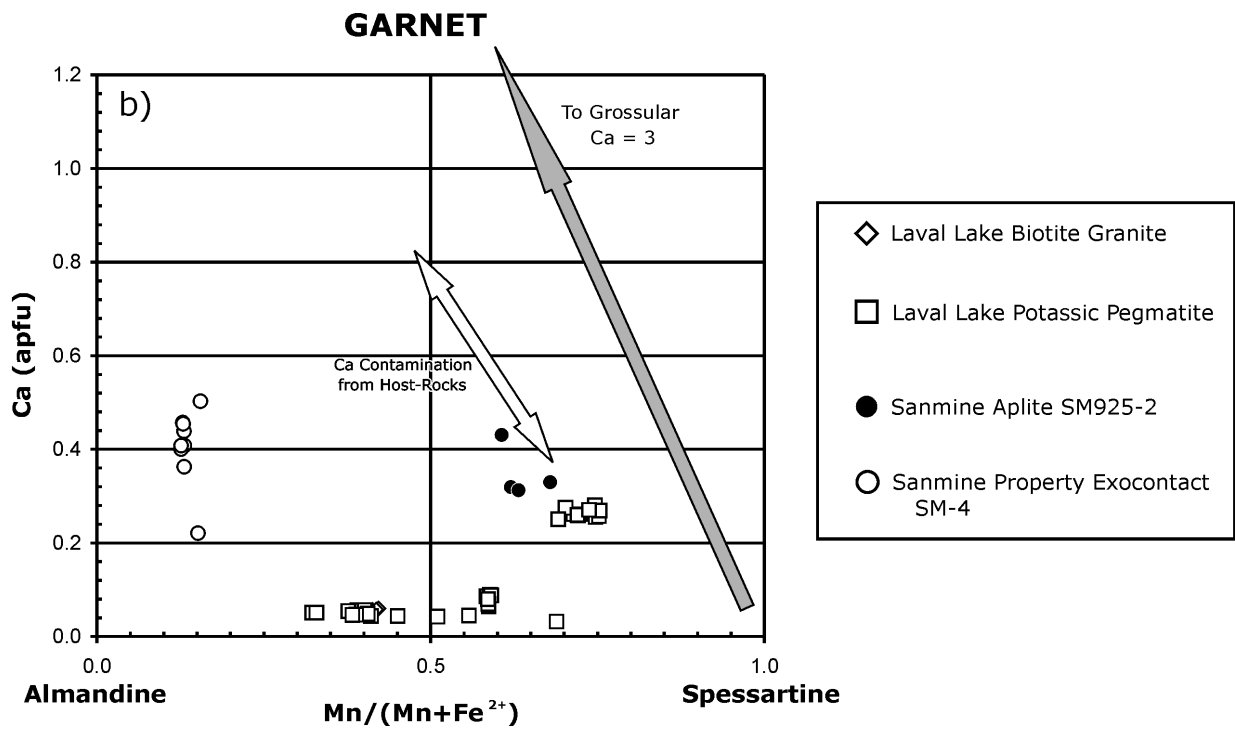 GARNET
b)
To Grossular
Ca = 3
Ca Contamination
from Host-Rocks
Ca (apfu)
1.2
1.0
0.8
0.6
0.4
0.2
0.0
0.0 0.5 1.0
Almandine Spessartine
Mn/(Mn+Fe²⁺)
Laval Lake Biotite Granite
Laval Lake Potassic Pegmatite
Sanmine Aplite SM925-2
Sanmine Property Exocontact
SM-4